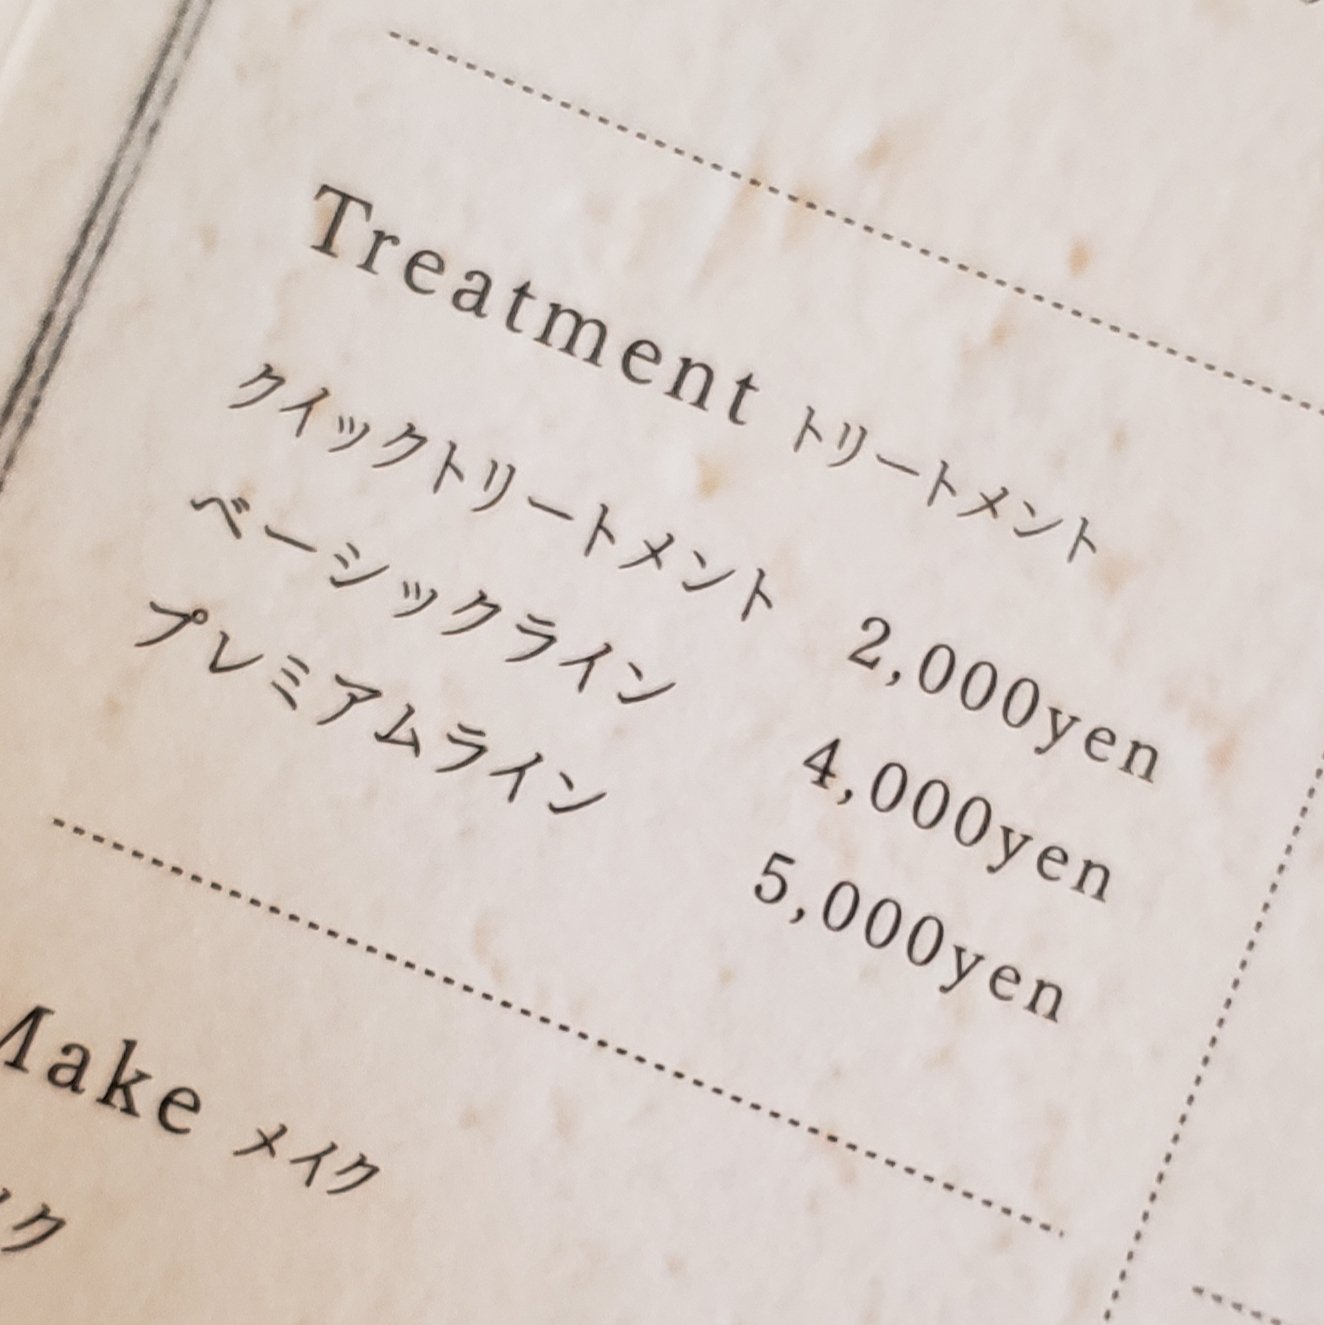 Treatment トリートメント
クイックトリートメント 2,000yen
ベーシックライン 4,000yen
プレミアムライン 5,000yen
Make メイク